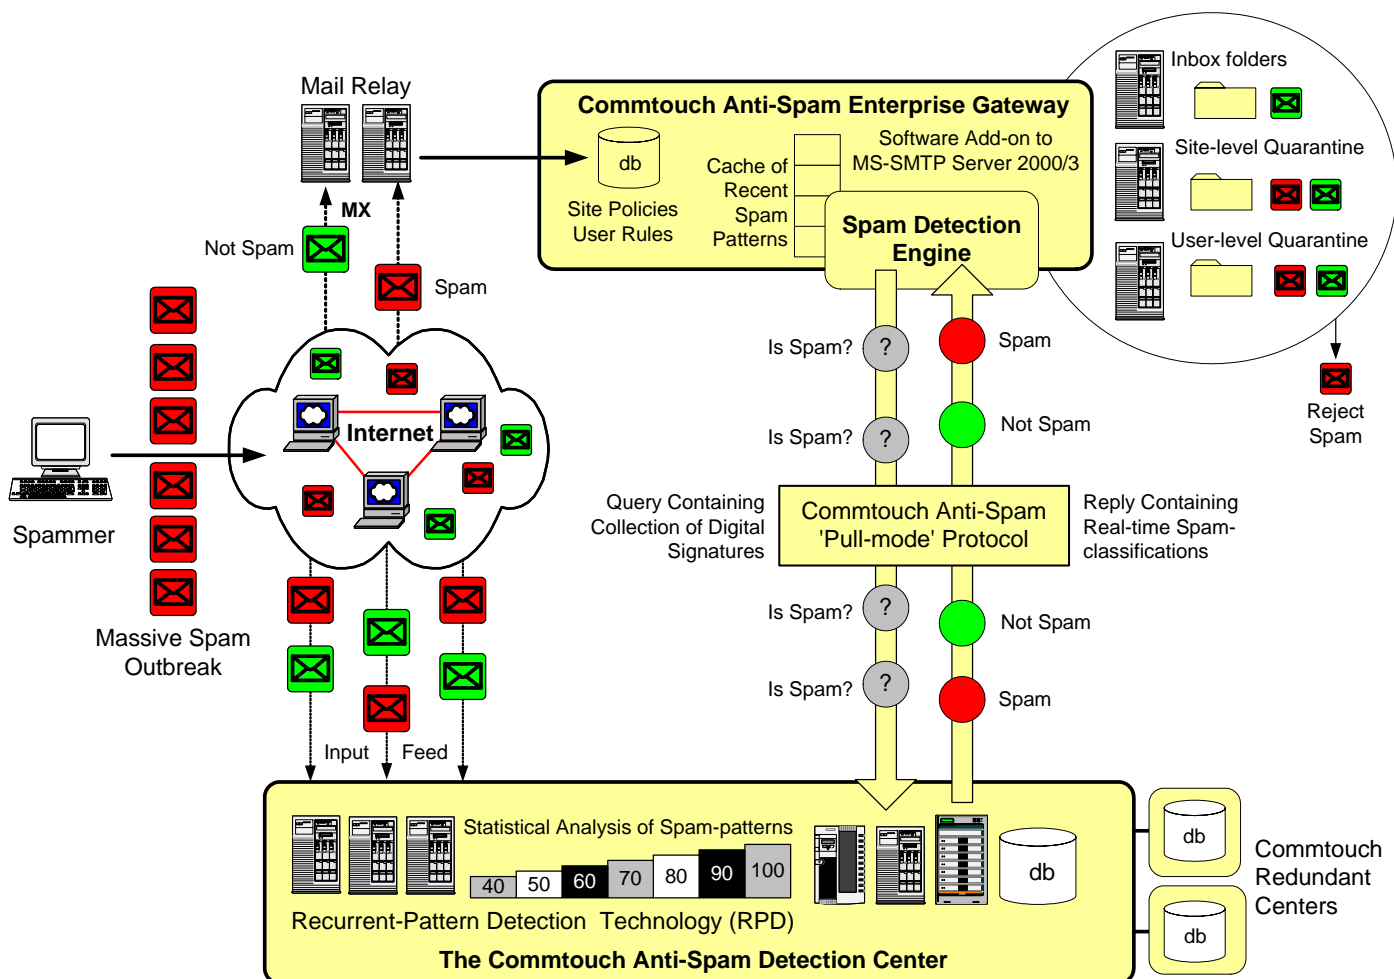 Mail Relay
MX
Not Spam
Spam
Commtouch Anti-Spam Enterprise Gateway
db
Site Policies
User Rules
Cache of
Recent
Spam
Patterns
Software Add-on to
MS-SMTP Server 2000/3
Spam Detection
Engine
Inbox folders
Site-level Quarantine
User-level Quarantine
Reject
Spam
Spammer
Massive Spam
Outbreak
Internet
Is Spam?
?
Spam
Is Spam?
?
Not Spam
Query Containing
Collection of Digital
Signatures
Commtouch Anti-Spam
'Pull-mode' Protocol
Reply Containing
Real-time Spam-
classifications
Is Spam?
?
Not Spam
Is Spam?
?
Spam
Input Feed
Statistical Analysis of Spam-patterns
40 50 60 70 80 90 100
Recurrent-Pattern Detection Technology (RPD)
db
The Commtouch Anti-Spam Detection Center
db
db
Commtouch
Redundant
Centers